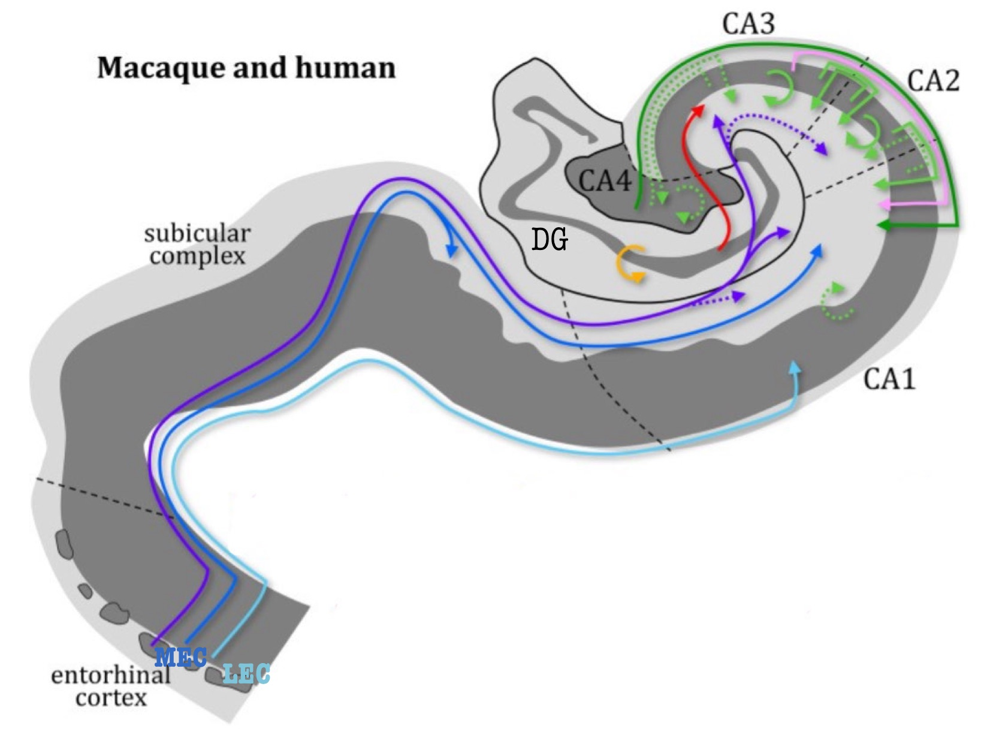 CA3
Macaque and human
CA2
CA4
subicular
complex
DG
CA1
MEC
LEC
entorhinal
cortex